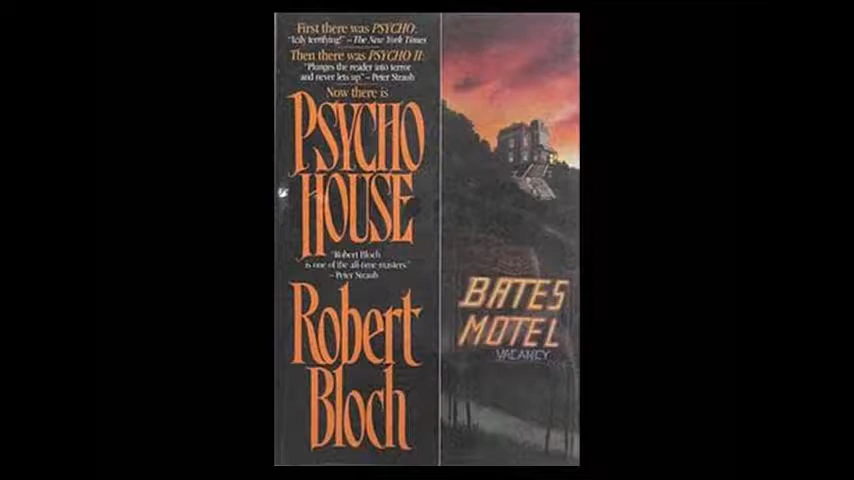 First there was PSYCHO:
"Icily terrifying!" – The New York Times
Then there was PSYCHO II:
"Plunges the reader into terror
and never lets up." – Peter Straub
Now there is
PSYCHO
HOUSE
"Robert Bloch
is one of the all-time masters."
– Peter Straub
Robert
Bloch
BATES
MOTEL
VACANCY